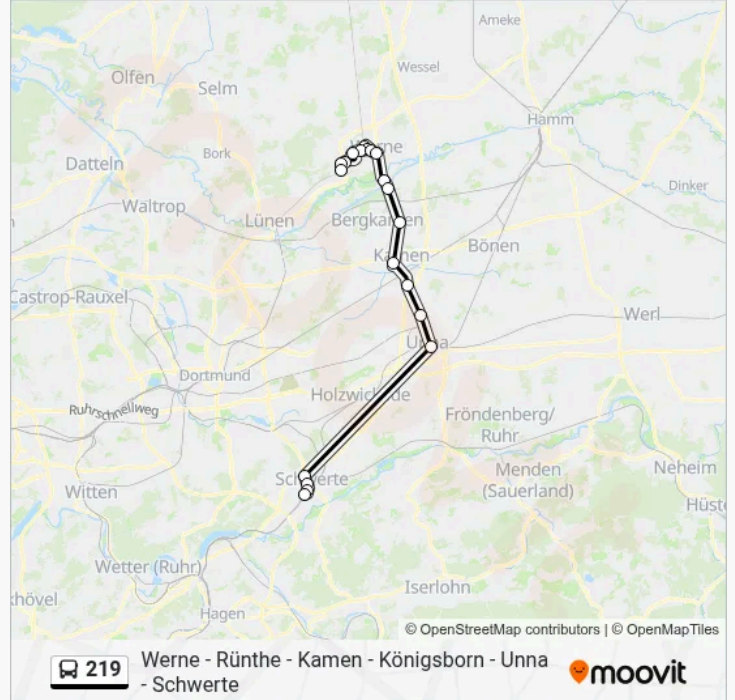 Ameke
Wessel
Olfen
Selm
Hamm
Werne
Bork
Datteln
Dinker
Waltrop
Lünen
Bergkamen
Bönen
Kamen
Castrop-Rauxel
Werl
Unna
Dortmund
Holzwickede
Ruhrschnellweg
Fröndenberg/
Ruhr
Schwerte
Menden
(Sauerland)
Neheim
Witten
Hüste
Wetter (Ruhr)
Iserlohn
khövel
Hagen
© OpenStreetMap contributors | © OpenMapTiles
219
Werne - Rünthe - Kamen - Königsborn - Unna
- Schwerte
moovit